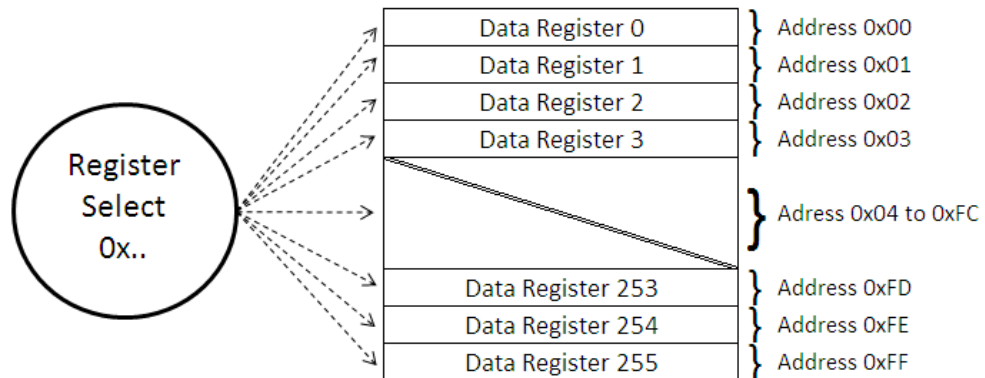 Register
Select
0x..
Data Register 0
Address 0x00
Data Register 1
Address 0x01
Data Register 2
Address 0x02
Data Register 3
Address 0x03
Adress 0x04 to 0xFC
Data Register 253
Address 0xFD
Data Register 254
Address 0xFE
Data Register 255
Address 0xFF